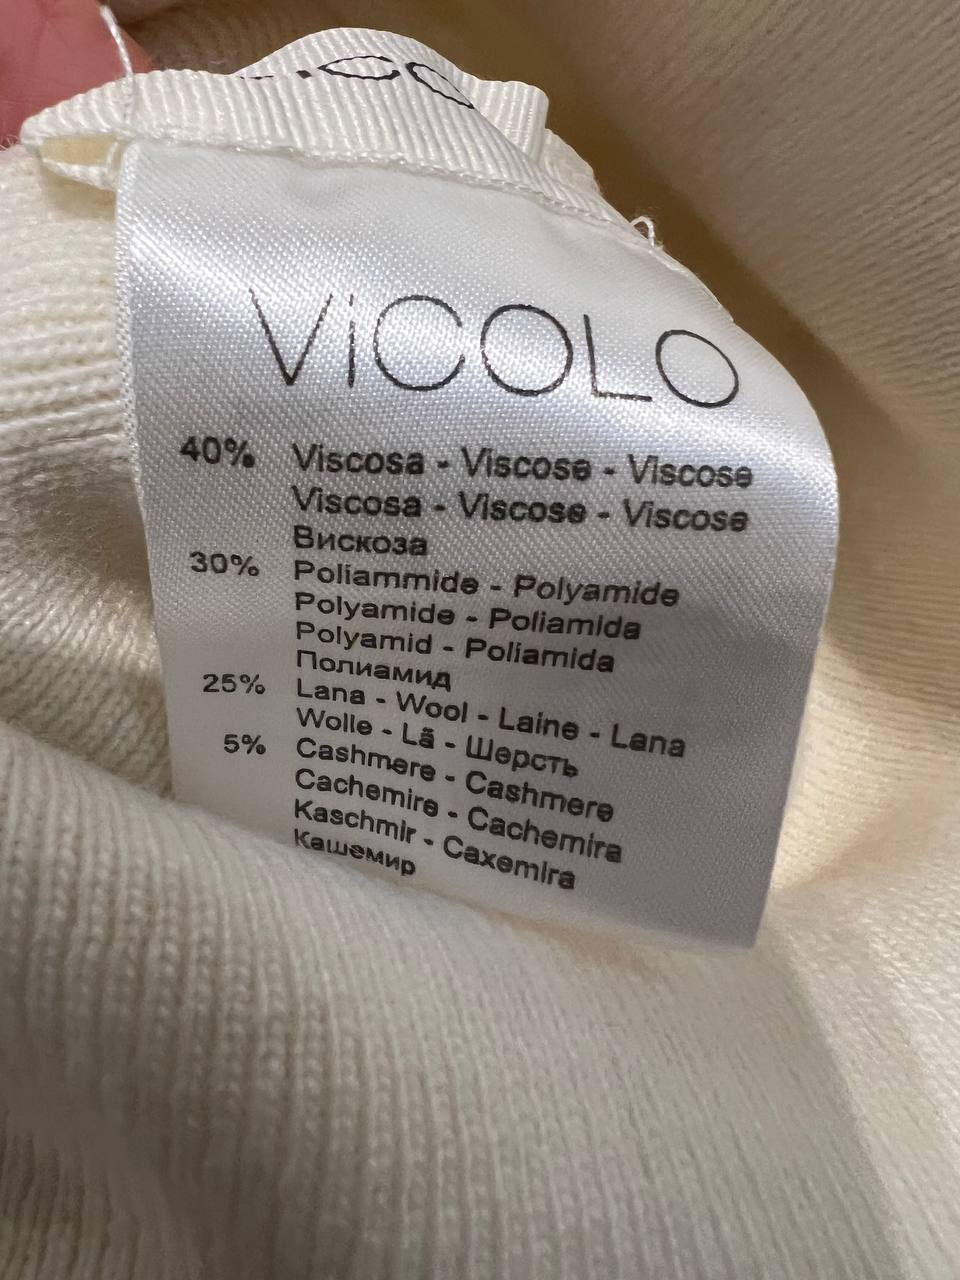 ViCOLO
40% Viscosa - Viscose - Viscose
Viscosa - Viscose - Viscose
Вискоза
30% Poliammide - Polyamide
Polyamide - Poliamida
Polyamid - Poliamida
Полиамид
25% Lana - Wool - Laine - Lana
Wolle - Lã - Шерсть
5% Cashmere - Cashmere
Cachemire - Cachemira
Kaschmir - Caxemira
Кашемир